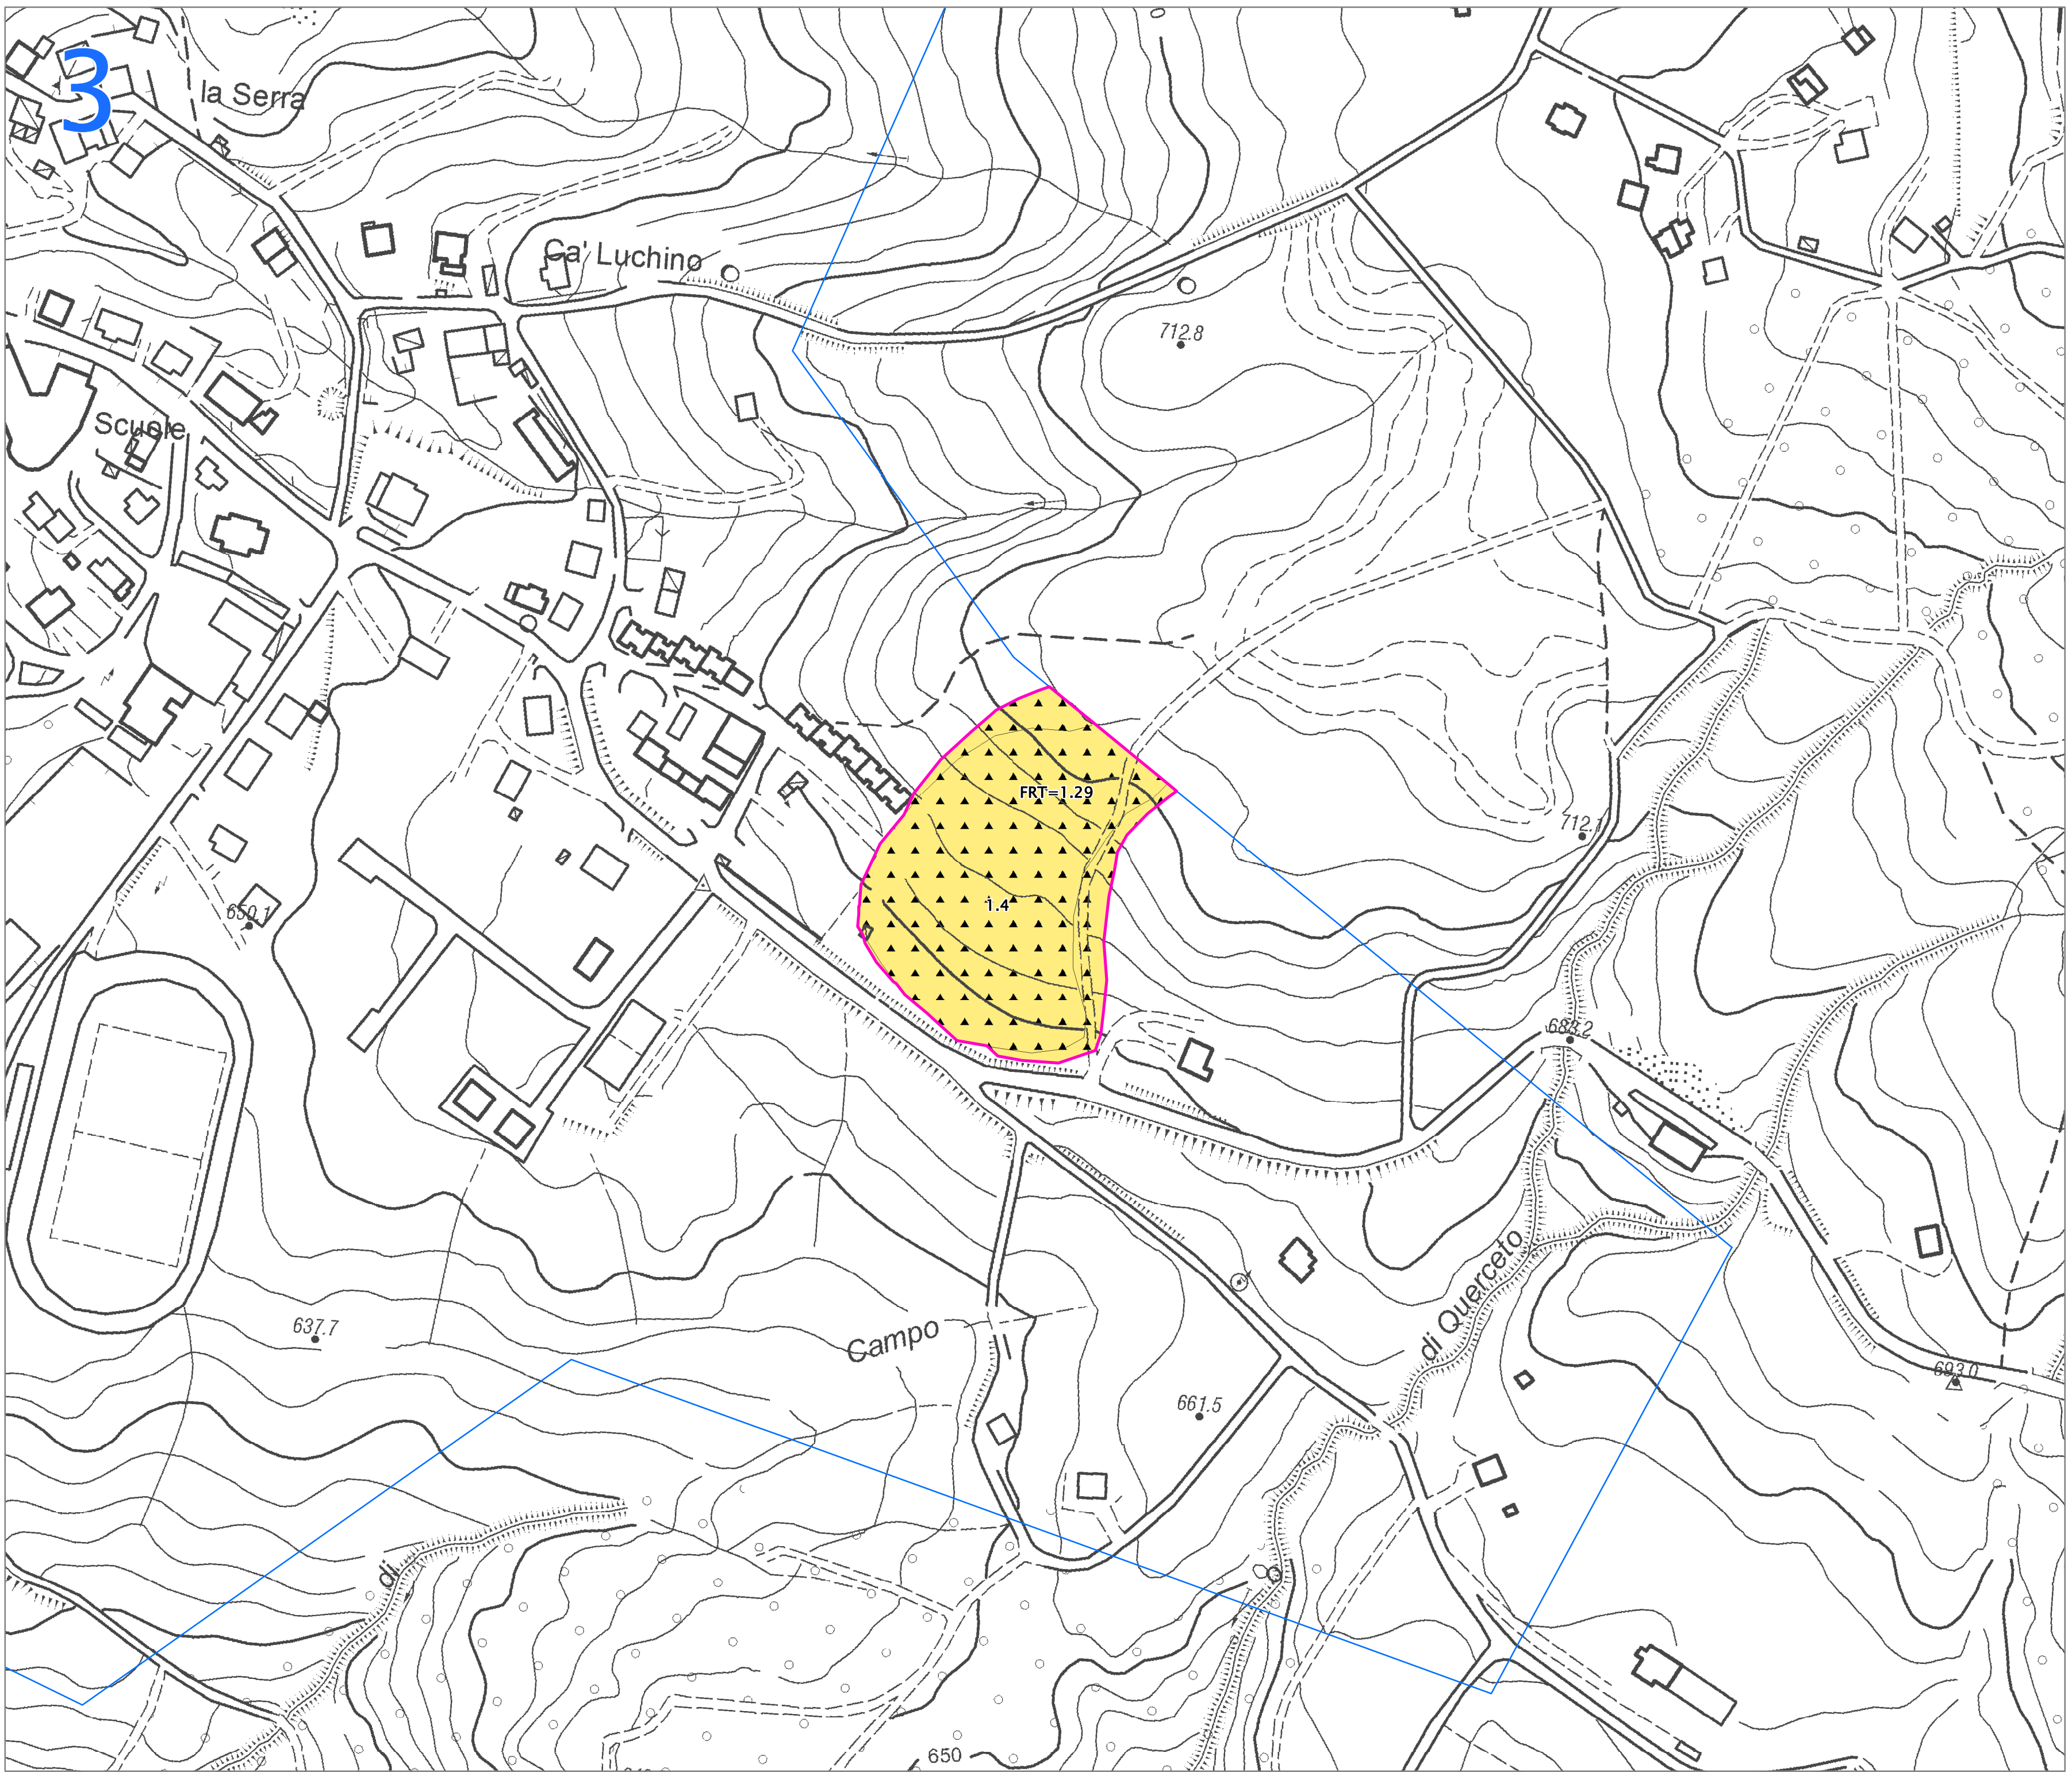 3
la Serra
Ca' Luchino
712.8
Scuole
FRT=1.29
712.1
1.4
650.1
683.2
di Querceto
637.7
Campo
693.0
661.5
di
650